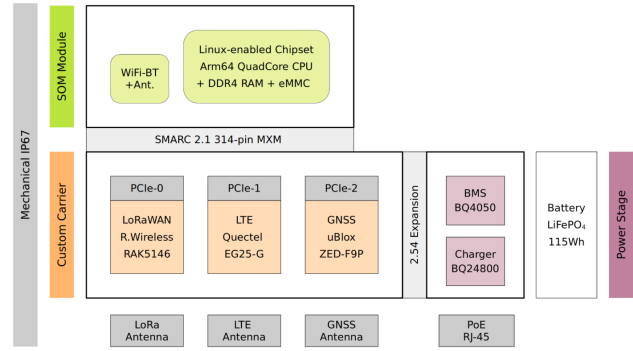 Mechanical IP67
SOM Module
WiFi-BT
+Ant.
Linux-enabled Chipset
Arm64 QuadCore CPU
+ DDR4 RAM + eMMC
SMARC 2.1 314-pin MXM
Custom Carrier
PCIe-0
LoRaWAN
R.Wireless
RAK5146
PCIe-1
LTE
Quectel
EG25-G
PCIe-2
GNSS
uBlox
ZED-F9P
2.54 Expansion
BMS
BQ4050
Charger
BQ24800
Battery
LiFePO₄
115Wh
Power Stage
LoRa
Antenna
LTE
Antenna
GNSS
Antenna
PoE
RJ-45